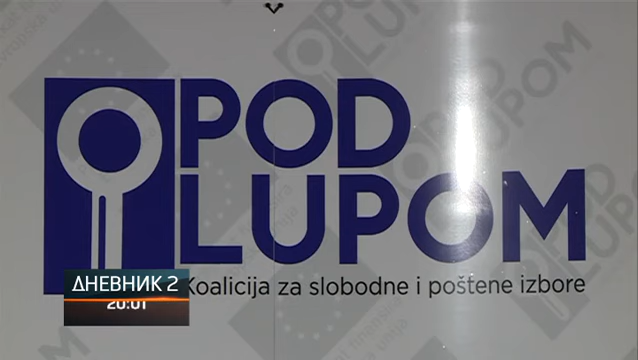 POD
LUPOM
Koalicija za slobodne i poštene izbore
ДНЕВНИК 2
20:01